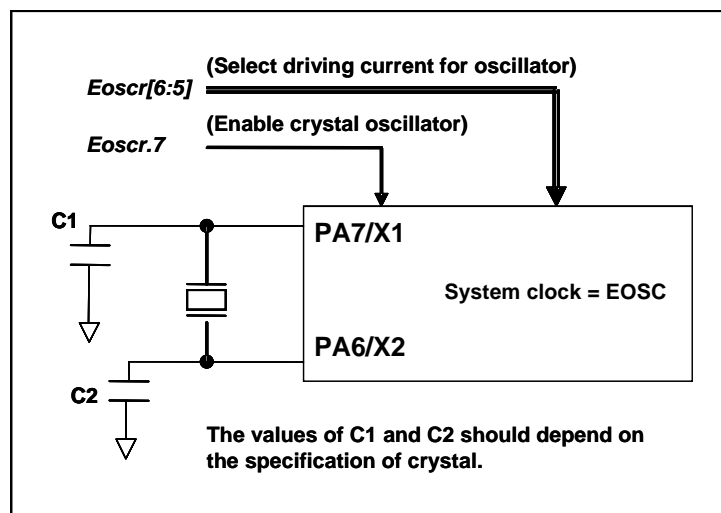 (Select driving current for oscillator)
Eoscr[6:5]
(Enable crystal oscillator)
Eoscr.7
C1
PA7/X1
System clock = EOSC
PA6/X2
C2
The values of C1 and C2 should depend on
the specification of crystal.